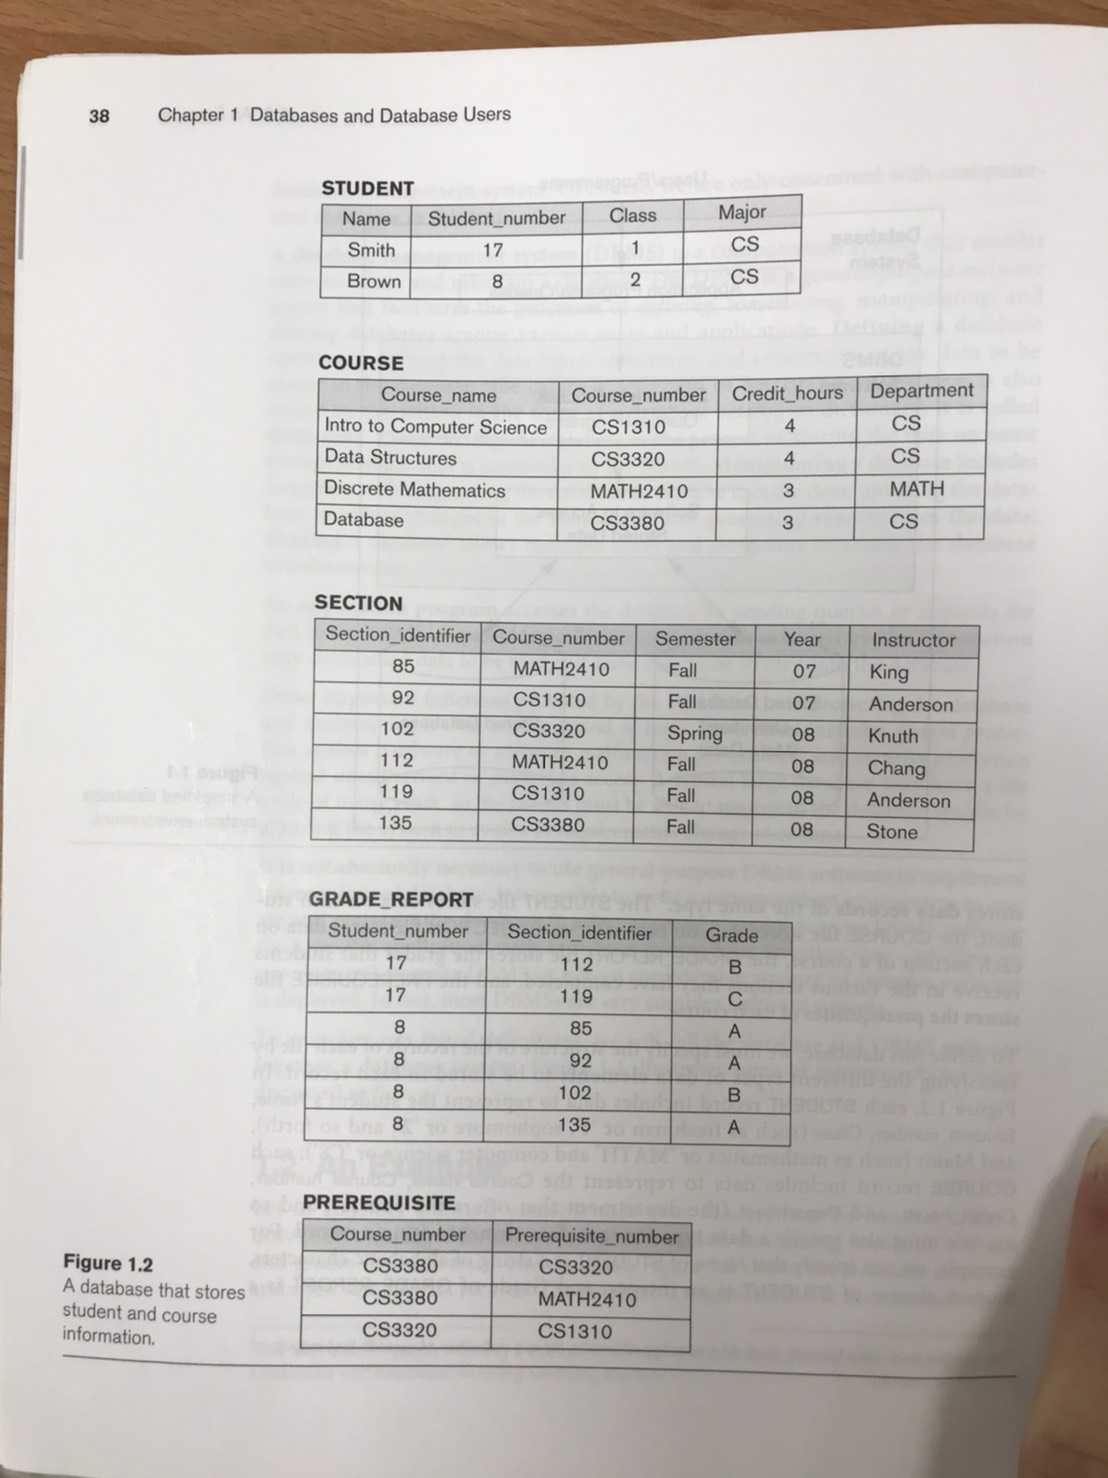 38 Chapter 1 Databases and Database Users
STUDENT
Name Student_number Class Major
Smith 17 1 CS
Brown 8 2 CS
COURSE
Course_name Course_number Credit_hours Department
Intro to Computer Science CS1310 4 CS
Data Structures CS3320 4 CS
Discrete Mathematics MATH2410 3 MATH
Database CS3380 3 CS
SECTION
Section_identifier Course_number Semester Year Instructor
85 MATH2410 Fall 07 King
92 CS1310 Fall 07 Anderson
102 CS3320 Spring 08 Knuth
112 MATH2410 Fall 08 Chang
119 CS1310 Fall 08 Anderson
135 CS3380 Fall 08 Stone
GRADE_REPORT
Student_number Section_identifier Grade
17 112 B
17 119 C
8 85 A
8 92 A
8 102 B
8 135 A
PREREQUISITE
Course_number Prerequisite_number
CS3380 CS3320
CS3380 MATH2410
CS3320 CS1310
Figure 1.2
A database that stores
student and course
information.